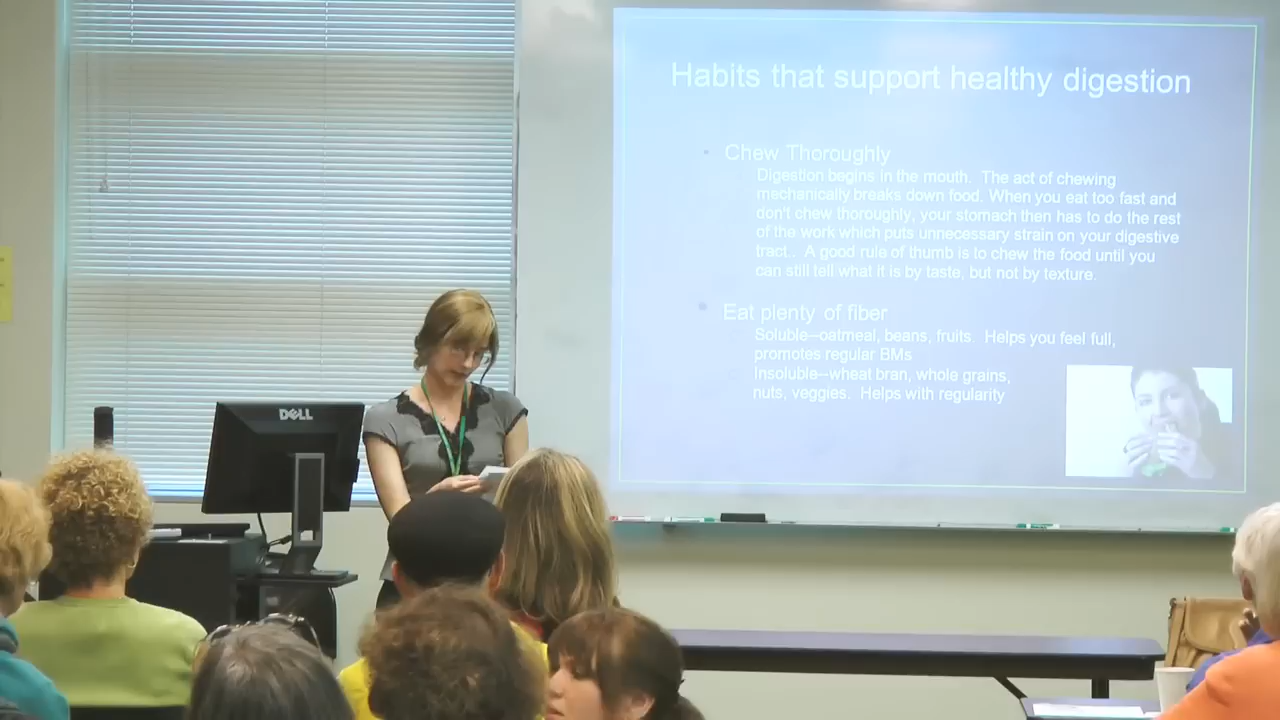 Habits that support healthy digestion
Chew Thoroughly
Digestion begins in the mouth. The act of chewing
mechanically breaks down food. When you eat too fast and
don't chew thoroughly, your stomach then has to do the rest
of the work which puts unnecessary strain on your digestive
tract.. A good rule of thumb is to chew the food until you
can still tell what it is by taste, but not by texture.
Eat plenty of fiber
Soluble--oatmeal, beans, fruits. Helps you feel full,
promotes regular BMs
Insoluble--wheat bran, whole grains,
nuts, veggies. Helps with regularity
DELL